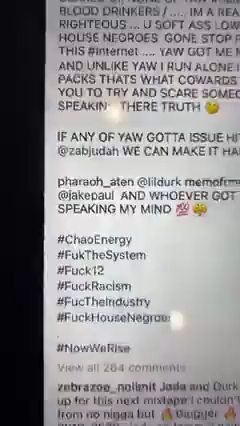 BLOOD DRINKERS / .... IM A REA
RIGHTEOUS ... U SOFT ASS LOW
HOUSE NEGROES GONE STOP P
THIS #Internet .... YAW GOT ME
AND UNLIKE YAW I RUN ALONE I
PACKS THATS WHAT COWARDS
YOU TO TRY AND SCARE SOMEO
SPEAKIN THERE TRUTH 🤔
IF ANY OF YAW GOTTA ISSUE HI
@zabjudah WE CAN MAKE IT HA
pharaoh_aten @lildurk
@jakepaul AND WHOEVER GOT
SPEAKING MY MIND 💯
#ChaoEnergy
#FukTheSystem
#Fuck12
#FuckRacism
#FucTheIndustry
#FuckHouseNegroe
.
#NowWeRise
View all 264 comments
zebrazoe_nolimit Jada and Durk
up for this next mixtape I couldn't
from no nigga but 🔥 🔥